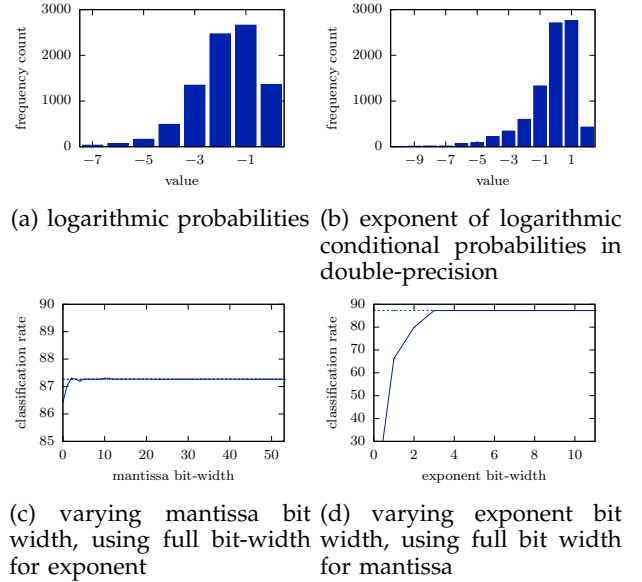 3000
2000
1000
0
frequency count
−7
−5
−3
−1
value
(a) logarithmic probabilities
3000
2000
1000
0
frequency count
−9
−7
−5
−3
−1
1
value
(b) exponent of logarithmic
conditional probabilities in
double-precision
90
89
88
87
86
85
classification rate
0
10
20
30
40
50
mantissa bit-width
(c) varying mantissa bit
width, using full bit-width
for exponent
90
80
70
60
50
40
30
classification rate
0
2
4
6
8
10
exponent bit-width
(d) varying exponent bit
width, using full bit width
for mantissa